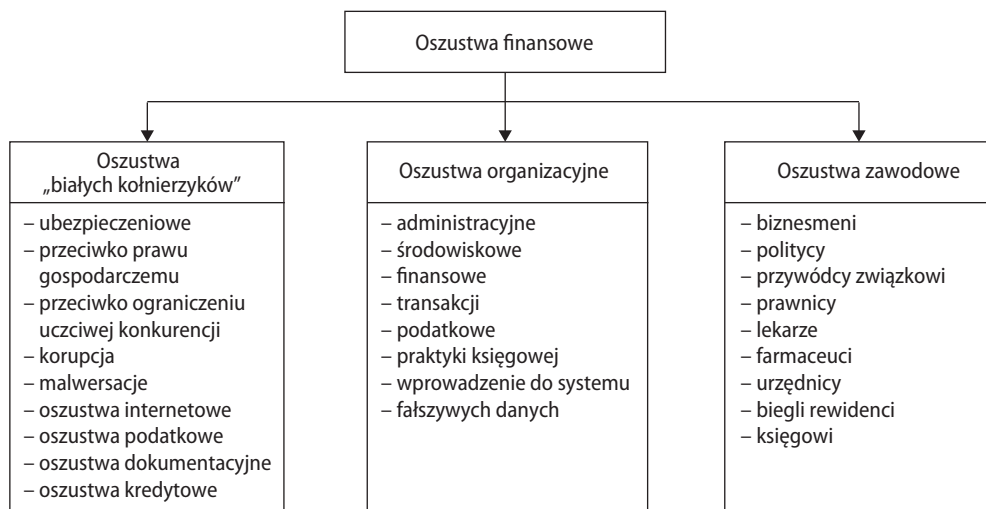 Oszustwa finansowe
Oszustwa
„białych kołnierzyków”
– ubezpieczeniowe
– przeciwko prawu
gospodarczemu
– przeciwko ograniczeniu
uczciwej konkurencji
– korupcja
– malwersacje
– oszustwa internetowe
– oszustwa podatkowe
– oszustwa dokumentacyjne
– oszustwa kredytowe
Oszustwa organizacyjne
– administracyjne
– środowiskowe
– finansowe
– transakcji
– podatkowe
– praktyki księgowej
– wprowadzenie do systemu
– fałszywych danych
Oszustwa zawodowe
– biznesmeni
– politycy
– przywódcy związkowi
– prawnicy
– lekarze
– farmaceuci
– urzędnicy
– biegli rewidenci
– księgowi